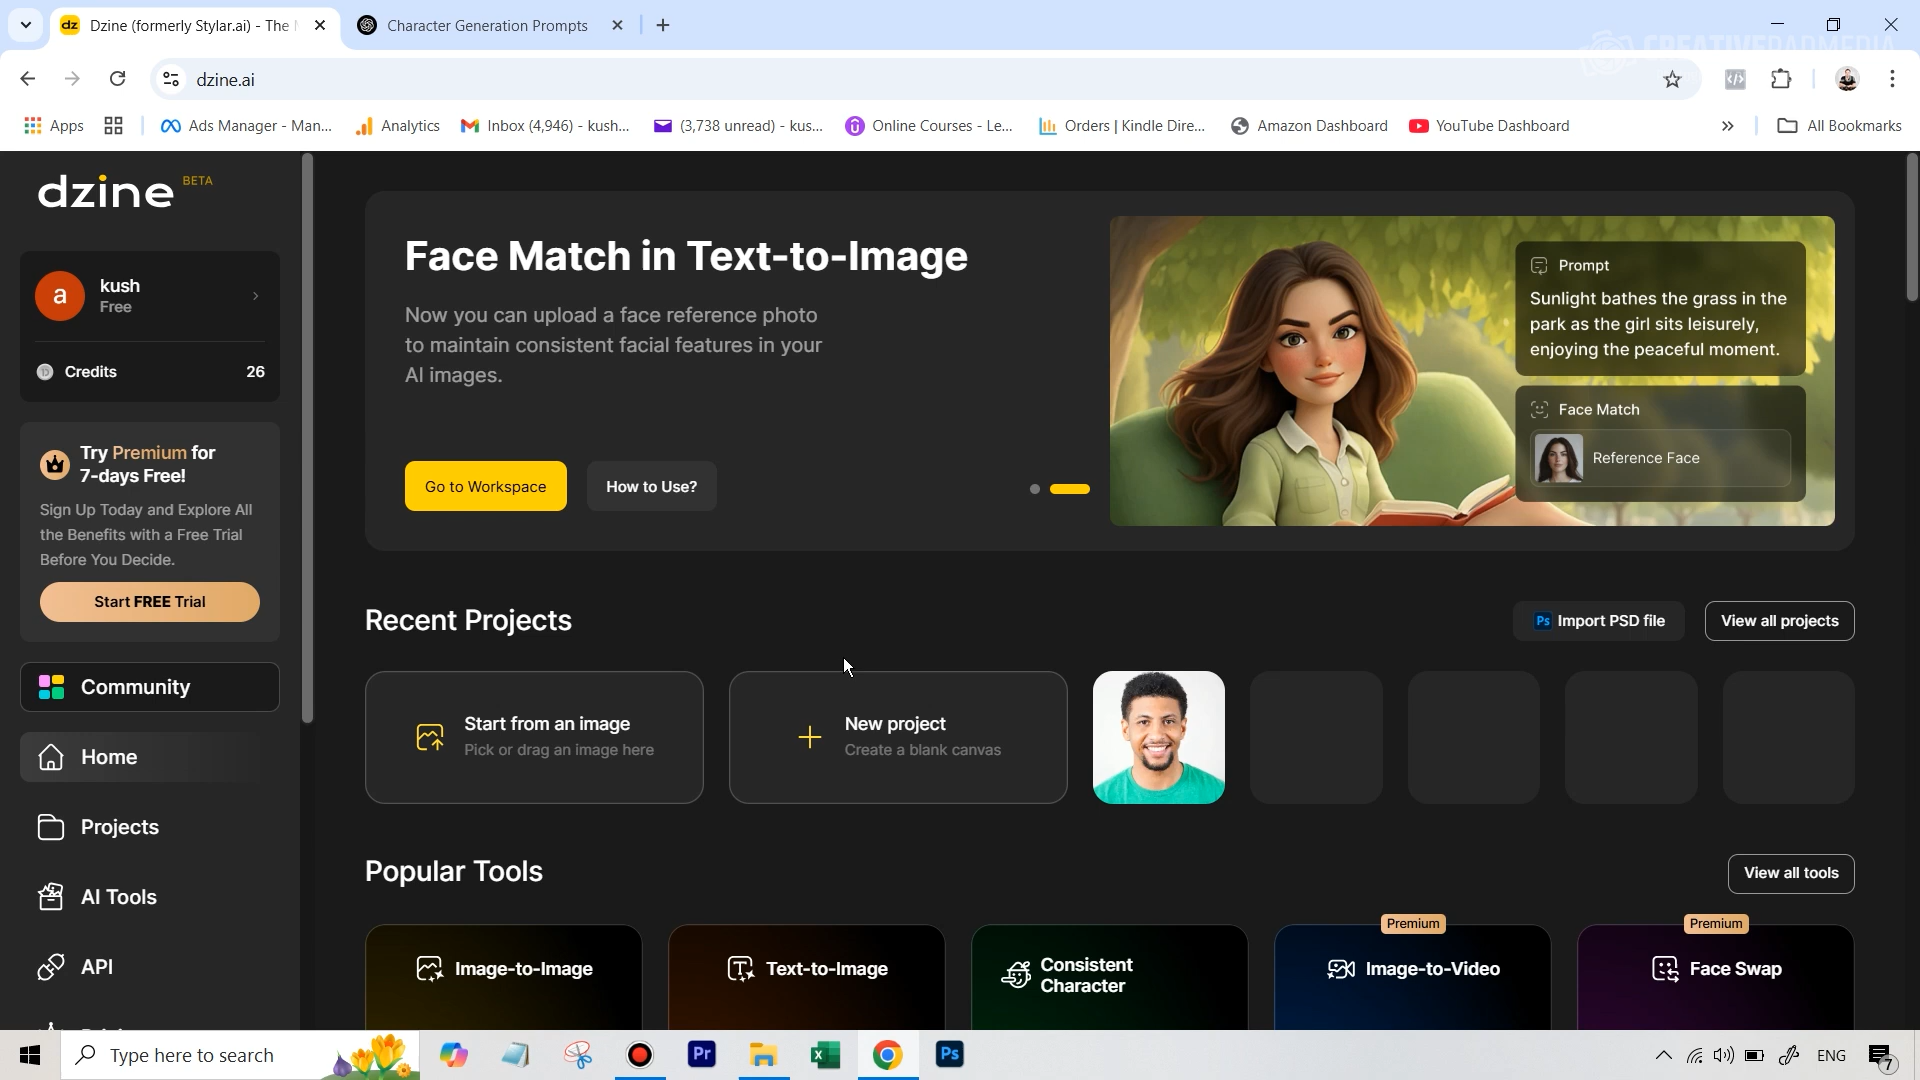 dz Dzine (formerly Stylar.ai) - The
Character Generation Prompts
CREATIVEDADMEDIA
dzine.ai
Apps
Ads Manager - Man...
Analytics
Inbox (4,946) - kush...
(3,738 unread) - kus...
Online Courses - Le...
Orders | Kindle Dire...
Amazon Dashboard
YouTube Dashboard
All Bookmarks
dzine BETA
a
kush
Free
Credits 26
Try Premium for
7-days Free!
Sign Up Today and Explore All
the Benefits with a Free Trial
Before You Decide.
Start FREE Trial
Community
Home
Projects
AI Tools
API
Face Match in Text-to-Image
Now you can upload a face reference photo
to maintain consistent facial features in your
AI images.
Go to Workspace
How to Use?
Prompt
Sunlight bathes the grass in the
park as the girl sits leisurely,
enjoying the peaceful moment.
Face Match
Reference Face
Recent Projects
Ps Import PSD file
View all projects
Start from an image
Pick or drag an image here
New project
Create a blank canvas
Popular Tools
View all tools
Image-to-Image
Text-to-Image
Consistent
Character
Premium
Image-to-Video
Premium
Face Swap
Type here to search
Pr
Ps
ENG
7